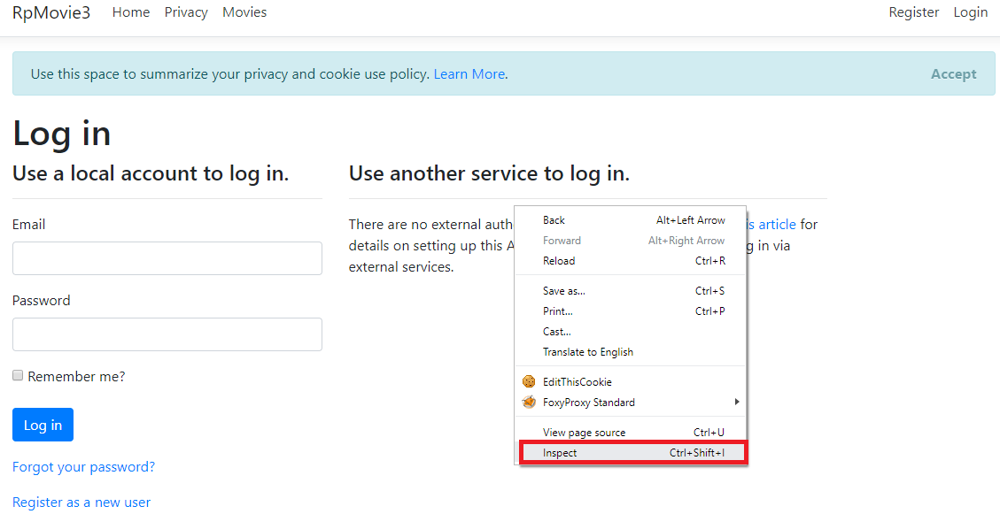 RpMovie3 Home Privacy Movies Register Login
Use this space to summarize your privacy and cookie use policy. Learn More. Accept
Log in
Use a local account to log in.
Email
Password
Remember me?
Log in
Forgot your password?
Register as a new user
Use another service to log in.
There are no external auth s article for
details on setting up this A g in via
external services.
Back Alt+Left Arrow
Forward Alt+Right Arrow
Reload Ctrl+R
Save as... Ctrl+S
Print... Ctrl+P
Cast...
Translate to English
EditThisCookie
FoxyProxy Standard
View page source Ctrl+U
Inspect Ctrl+Shift+I